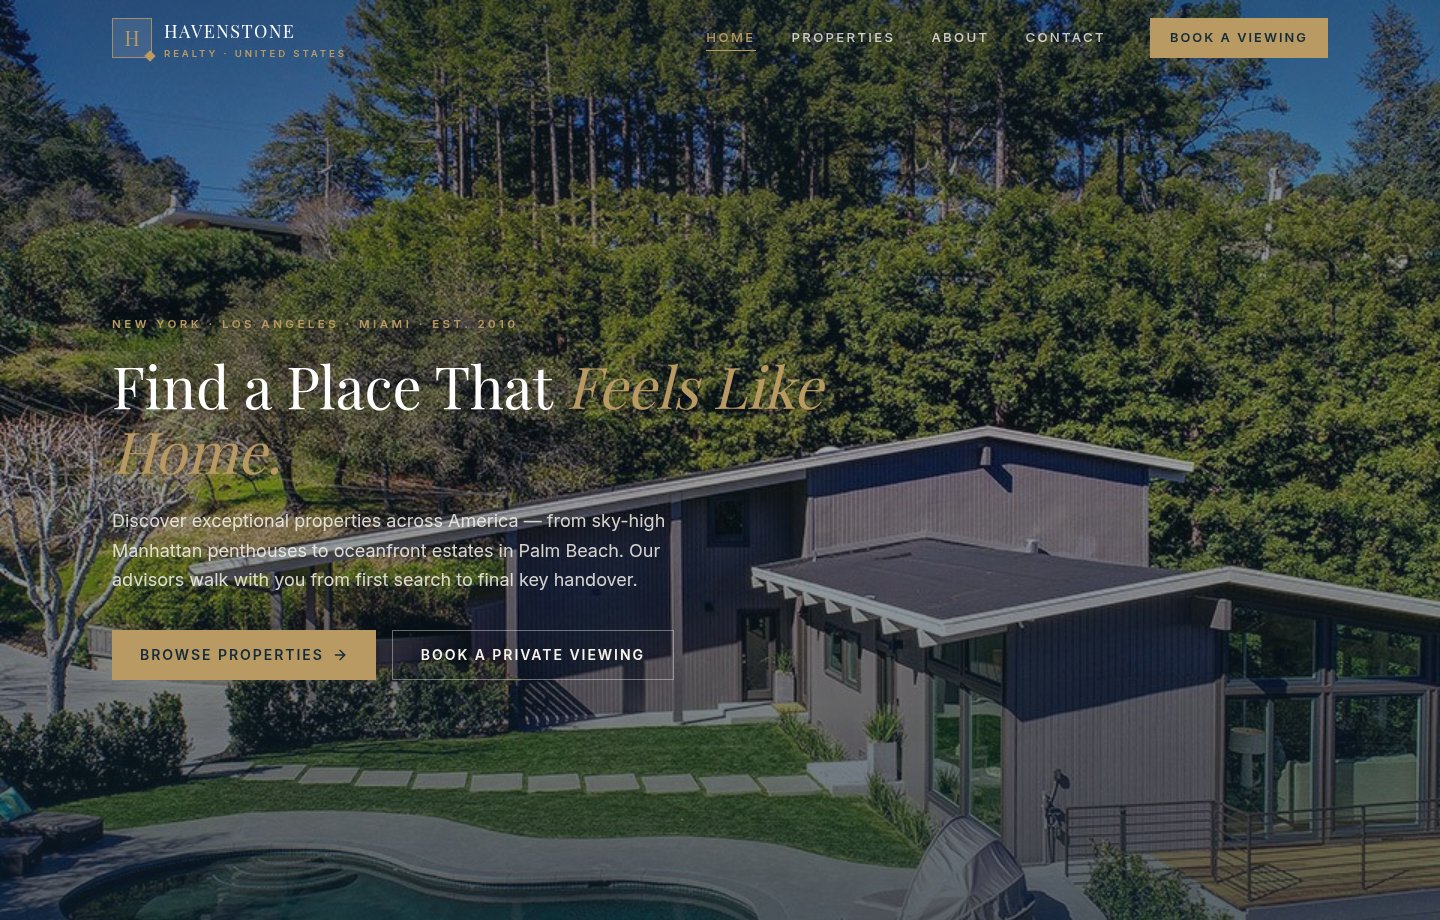 H
HAVENSTONE
REALTY · UNITED STATES
HOME
PROPERTIES
ABOUT
CONTACT
BOOK A VIEWING
NEW YORK · LOS ANGELES · MIAMI · EST. 2010
Find a Place That Feels Like
Home.
Discover exceptional properties across America — from sky-high
Manhattan penthouses to oceanfront estates in Palm Beach. Our
advisors walk with you from first search to final key handover.
BROWSE PROPERTIES →
BOOK A PRIVATE VIEWING